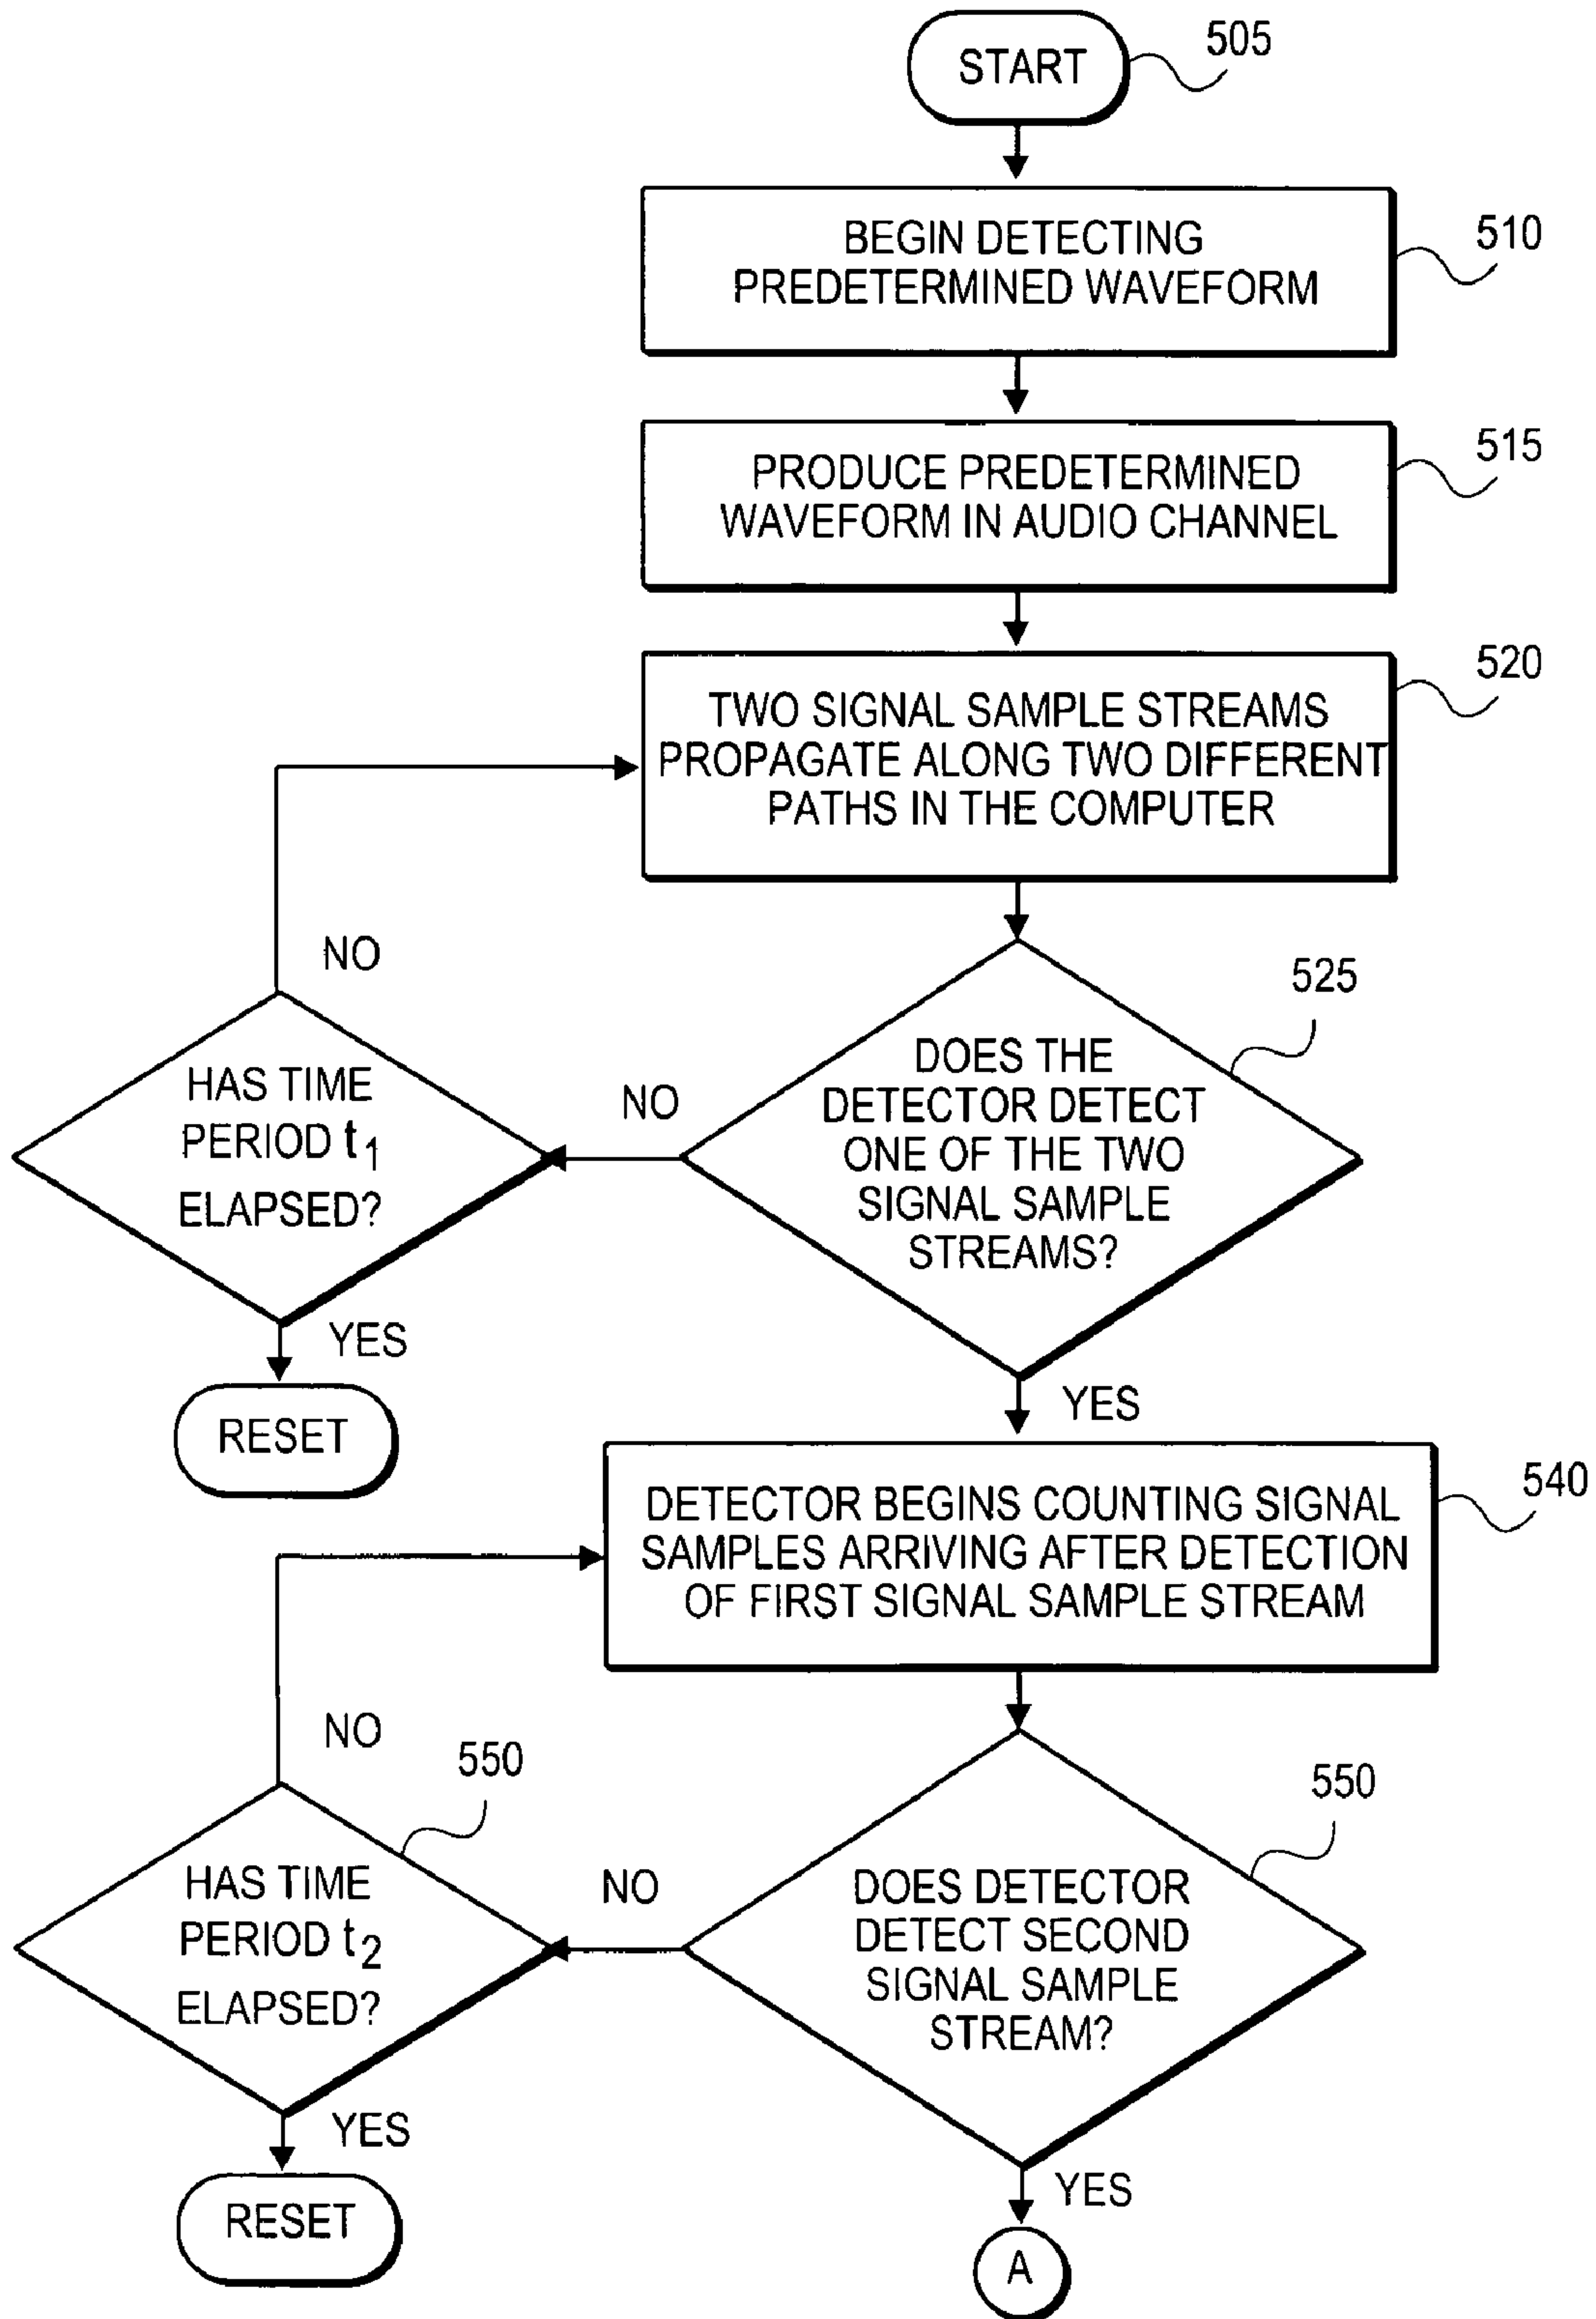 START
505
BEGIN DETECTING
PREDETERMINED WAVEFORM
510
PRODUCE PREDETERMINED
WAVEFORM IN AUDIO CHANNEL
515
TWO SIGNAL SAMPLE STREAMS
PROPAGATE ALONG TWO DIFFERENT
PATHS IN THE COMPUTER
520
DOES THE
DETECTOR DETECT
ONE OF THE TWO
SIGNAL SAMPLE
STREAMS?
525
NO
HAS TIME
PERIOD t1
ELAPSED?
NO
YES
RESET
YES
DETECTOR BEGINS COUNTING SIGNAL
SAMPLES ARRIVING AFTER DETECTION
OF FIRST SIGNAL SAMPLE STREAM
540
DOES DETECTOR
DETECT SECOND
SIGNAL SAMPLE
STREAM?
550
NO
HAS TIME
PERIOD t2
ELAPSED?
550
NO
YES
RESET
YES
A